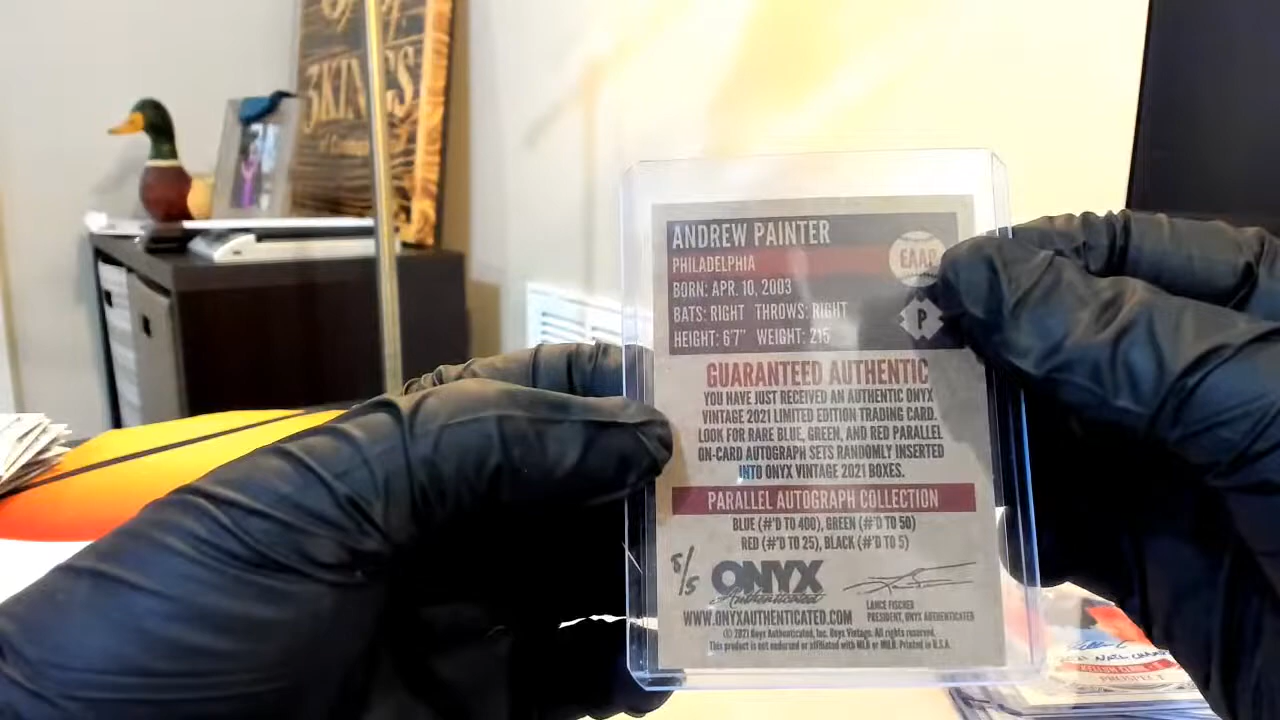 3KINGS
ANDREW PAINTER
PHILADELPHIA
BORN: APR. 10, 2003
BATS: RIGHT THROWS: RIGHT
HEIGHT: 6'7" WEIGHT: 215
EAAP
P
GUARANTEED AUTHENTIC
YOU HAVE JUST RECEIVED AN AUTHENTIC ONYX
VINTAGE 2021 LIMITED EDITION TRADING CARD.
LOOK FOR RARE BLUE, GREEN, AND RED PARALLEL
ON-CARD AUTOGRAPH SETS RANDOMLY INSERTED
INTO ONYX VINTAGE 2021 BOXES.
PARALLEL AUTOGRAPH COLLECTION
BLUE (#'D TO 400), GREEN (#'D TO 50)
RED (#'D TO 25), BLACK (#'D TO 5)
5/5
ONYX
Authenticated
LANCE FISCHER
PRESIDENT, ONYX AUTHENTICATED
WWW.ONYXAUTHENTICATED.COM
© 2021 Onyx Authenticated, Inc. Onyx Vintage. All rights reserved.
This product is not endorsed or affiliated with MLB or MiLB. Printed in U.S.A.
PROSPECT